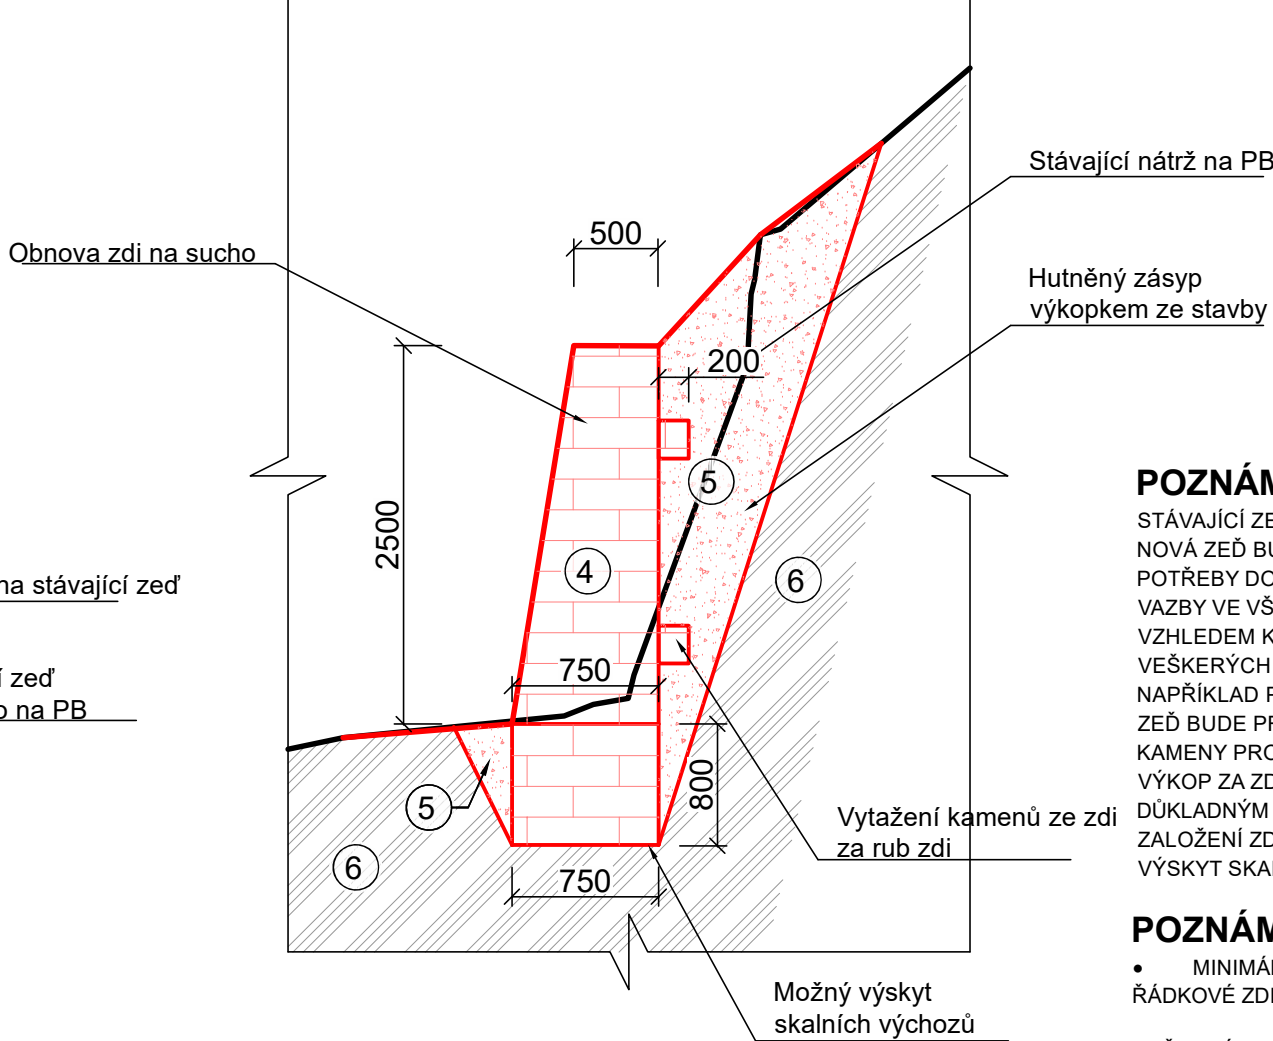 Stávající nátrž na PB
500
Obnova zdi na sucho
Hutněný zásyp
výkopkem ze stavby
200
2500
5
4
6
na stávající zeď
750
zeď
na PB
800
5
6
750
Vytažení kamenů ze zdi
za rub zdi
Možný výskyt
skalních výchozů
POZNÁM
STÁVAJÍCÍ ZE
NOVÁ ZEĎ BU
POTŘEBY DO
VAZBY VE VŠ
VZHLEDEM K
VEŠKERÝCH
NAPŘÍKLAD P
ZEĎ BUDE PR
KAMENY PRO
VÝKOP ZA ZD
DŮKLADNÝM
ZALOŽENÍ ZD
VÝSKYT SKAL
POZNÁM
• MINIMÁL
ŘÁDKOVÉ ZDI